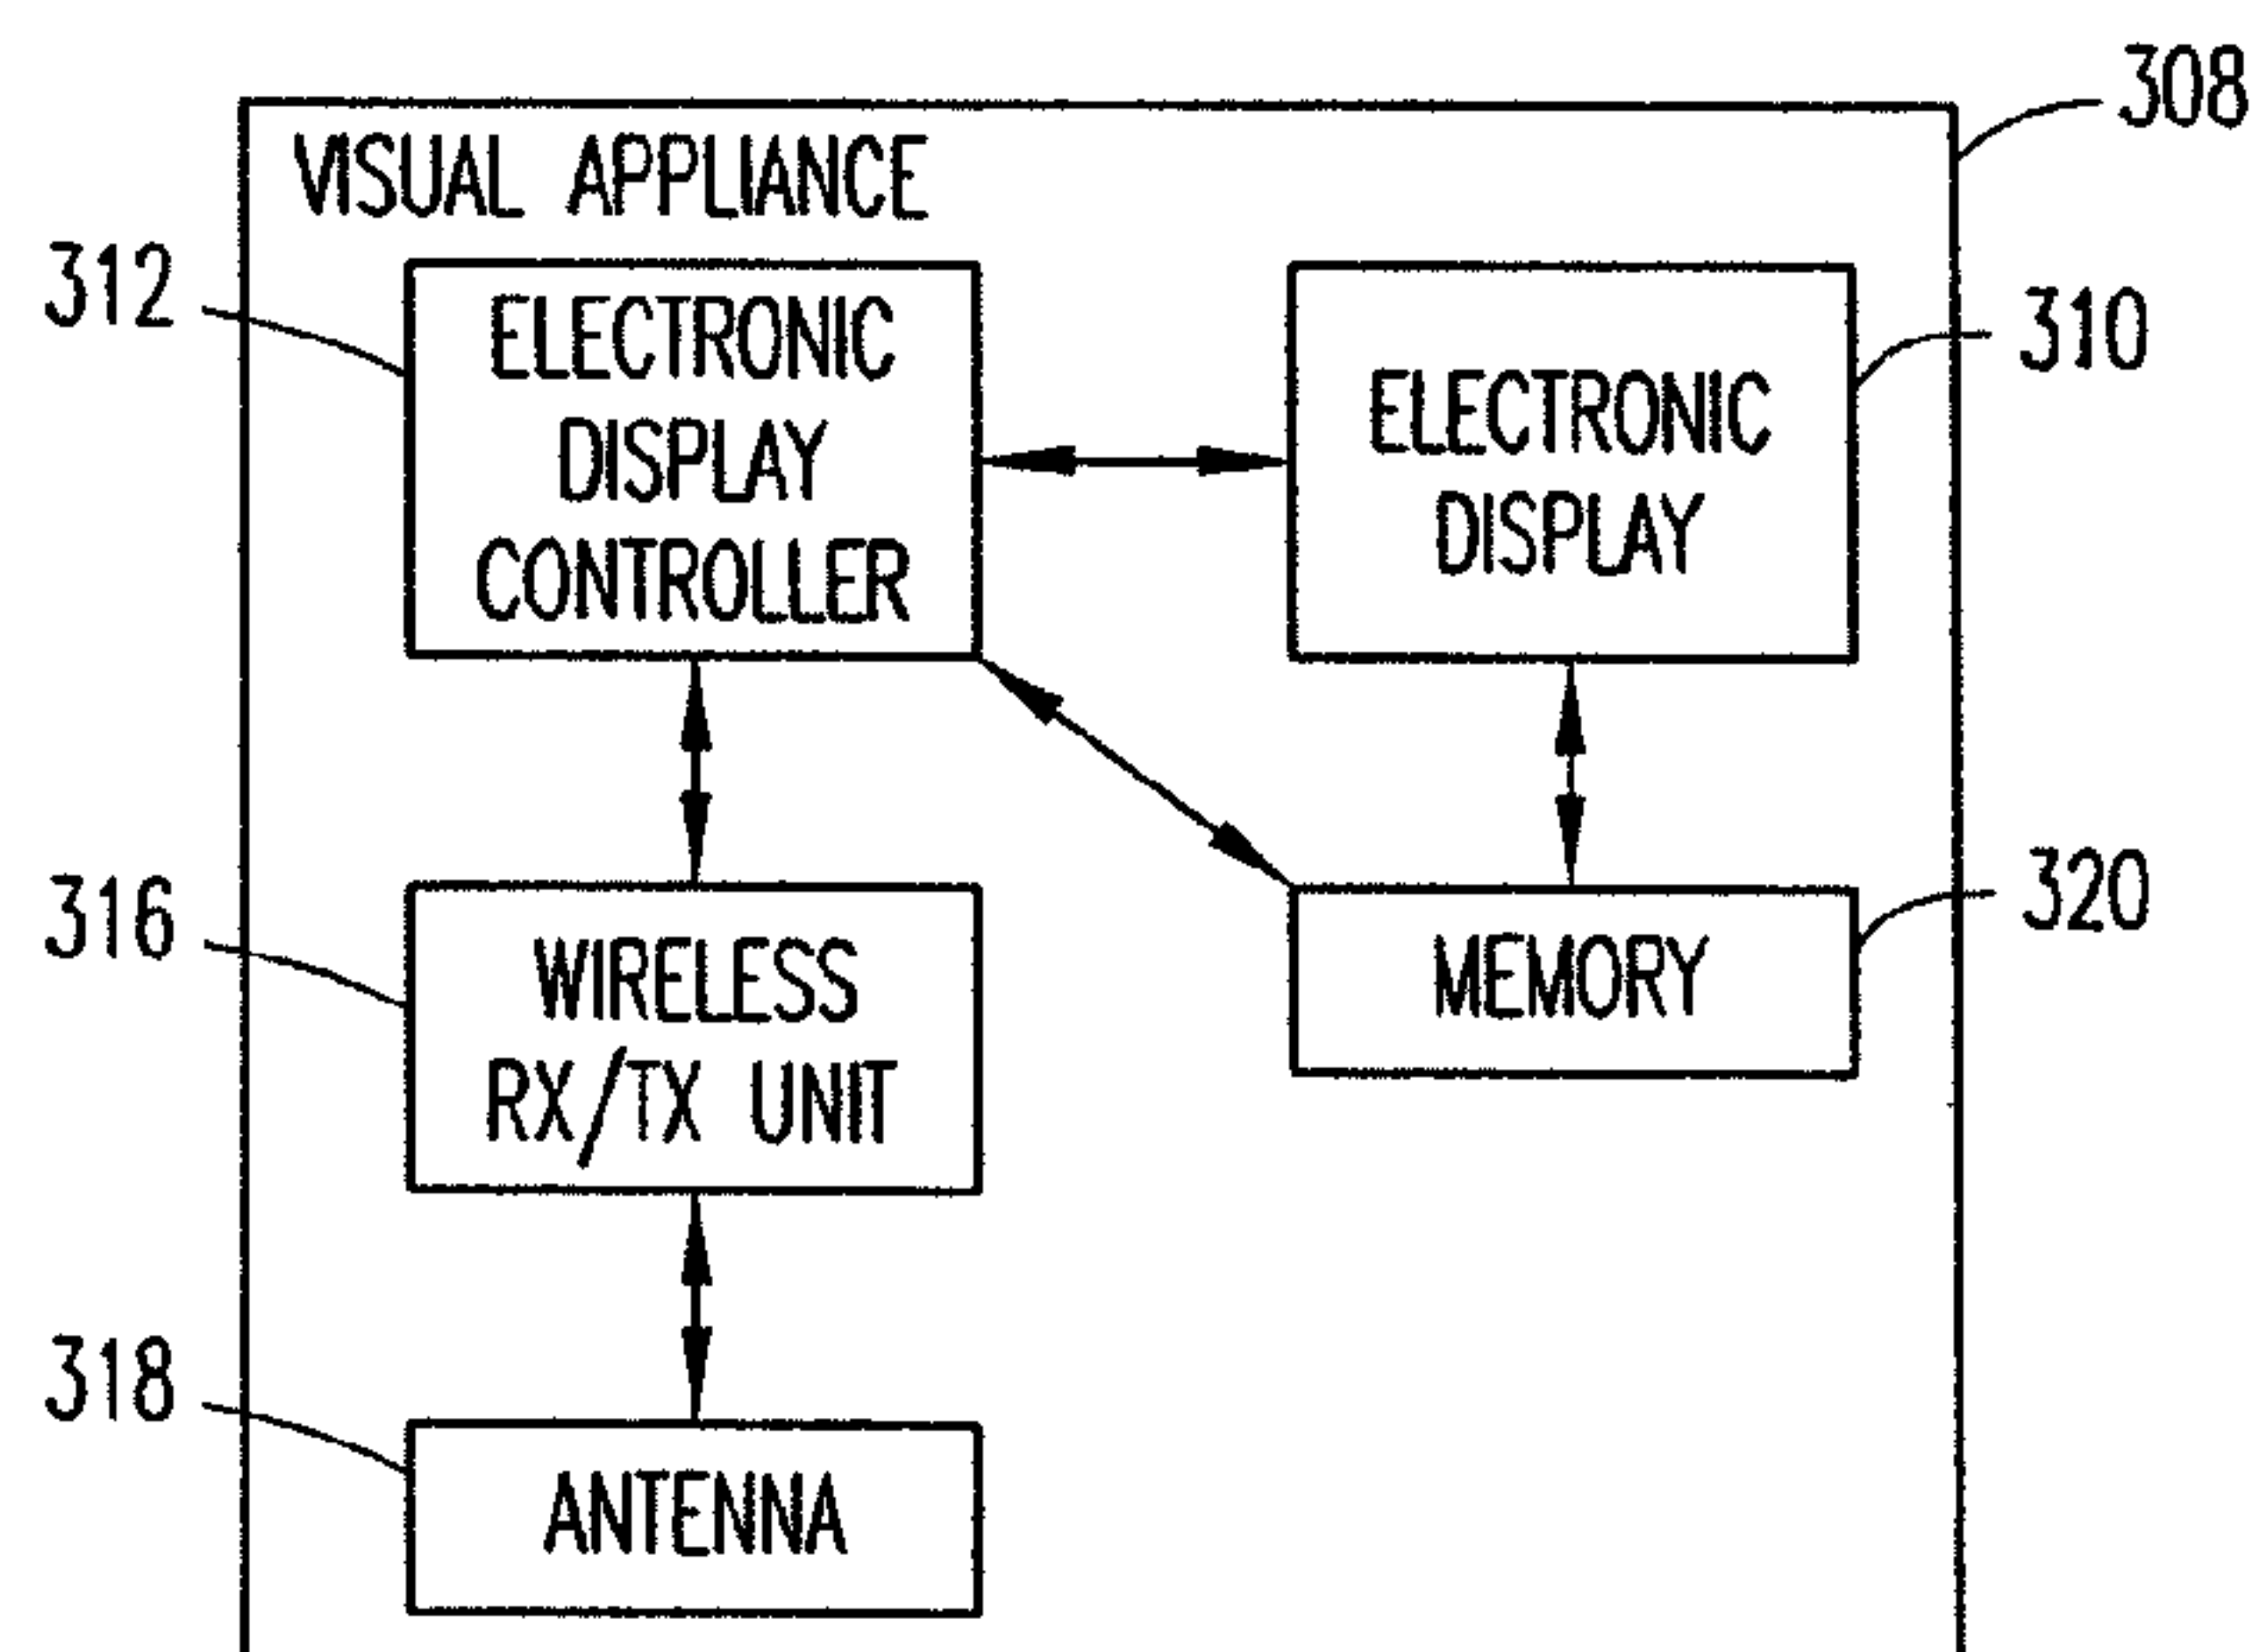 308
VISUAL APPLIANCE
312
ELECTRONIC
DISPLAY
CONTROLLER
310
ELECTRONIC
DISPLAY
316
WIRELESS
RX/TX UNIT
320
MEMORY
318
ANTENNA